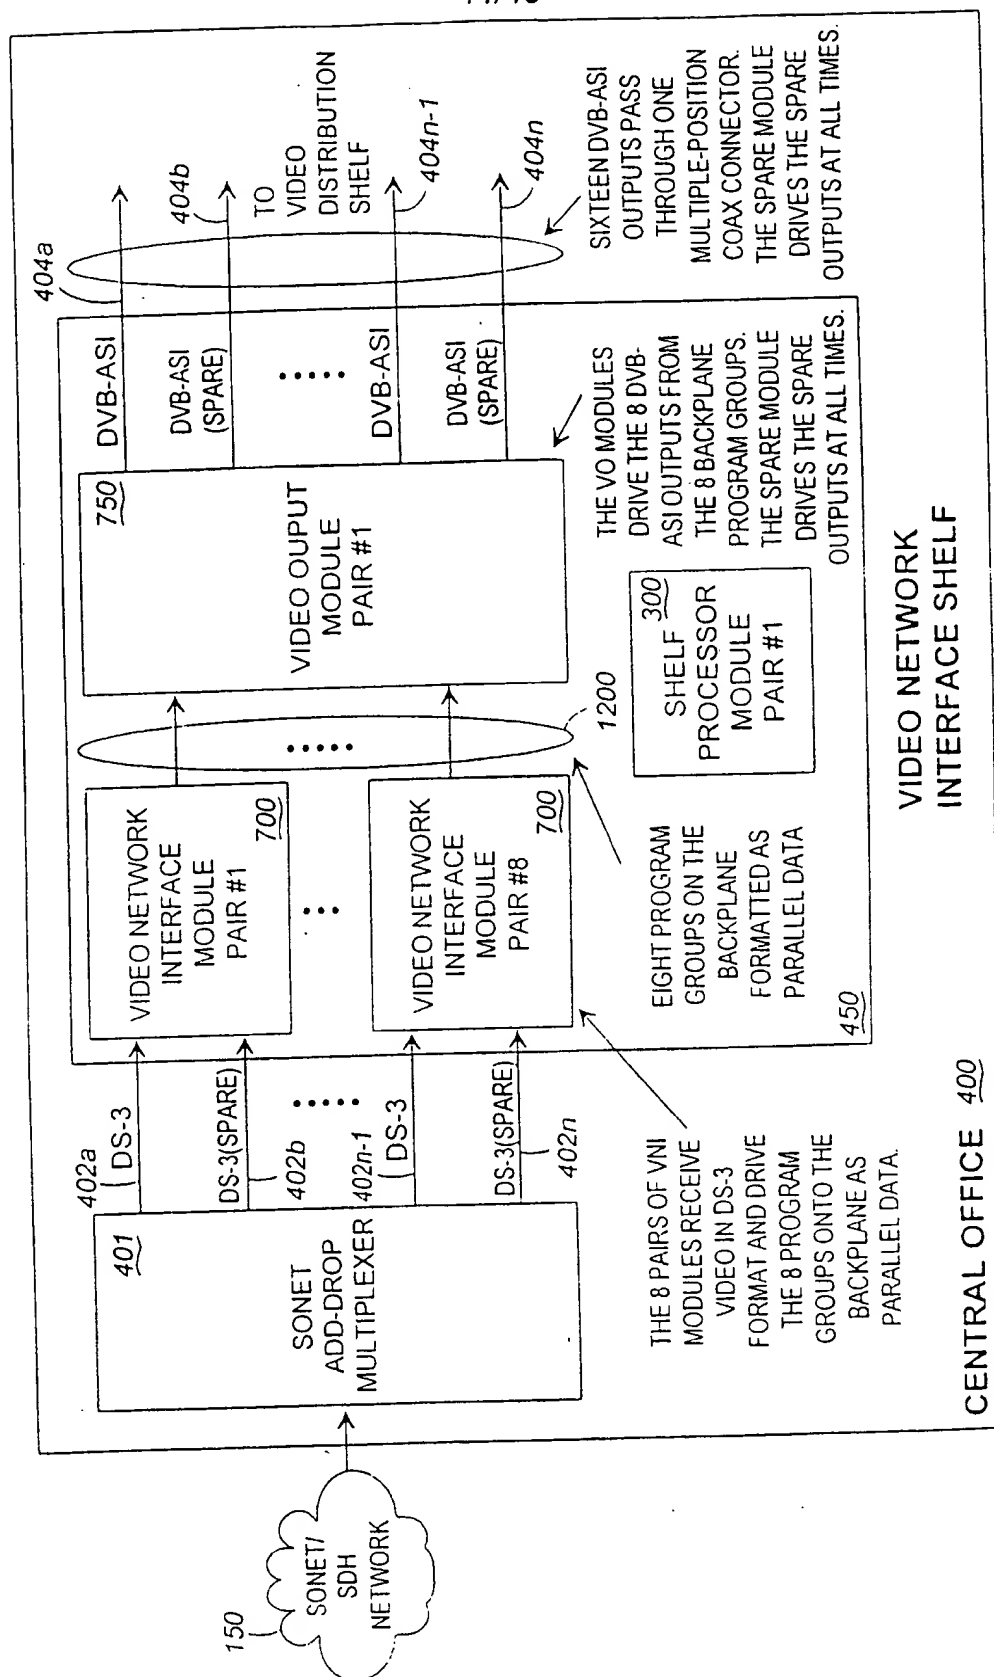 150
SONET/
SDH
NETWORK
401
SONET
ADD-DROP
MULTIPLEXER
402a
DS-3
DS-3(SPARE)
402b
402n-1
DS-3
DS-3(SPARE)
402n
VIDEO NETWORK
INTERFACE
MODULE
PAIR #1
700
VIDEO NETWORK
INTERFACE
MODULE
PAIR #8
700
1200
750
VIDEO OUPUT
MODULE
PAIR #1
300
SHELF
PROCESSOR
MODULE
PAIR #1
DVB-ASI
DVB-ASI
(SPARE)
DVB-ASI
DVB-ASI
(SPARE)
404a
404b
TO
VIDEO
DISTRIBUTION
SHELF
404n-1
404n
SIXTEEN DVB-ASI
OUTPUTS PASS
THROUGH ONE
MULTIPLE-POSITION
COAX CONNECTOR.
THE SPARE MODULE
DRIVES THE SPARE
OUTPUTS AT ALL TIMES.
THE VO MODULES
DRIVE THE 8 DVB-
ASI OUTPUTS FROM
THE 8 BACKPLANE
PROGRAM GROUPS.
THE SPARE MODULE
DRIVES THE SPARE
OUTPUTS AT ALL TIMES.
EIGHT PROGRAM
GROUPS ON THE
BACKPLANE
FORMATTED AS
PARALLEL DATA
450
THE 8 PAIRS OF VNI
MODULES RECEIVE
VIDEO IN DS-3
FORMAT AND DRIVE
THE 8 PROGRAM
GROUPS ONTO THE
BACKPLANE AS
PARALLEL DATA.
VIDEO NETWORK
INTERFACE SHELF
CENTRAL OFFICE 400